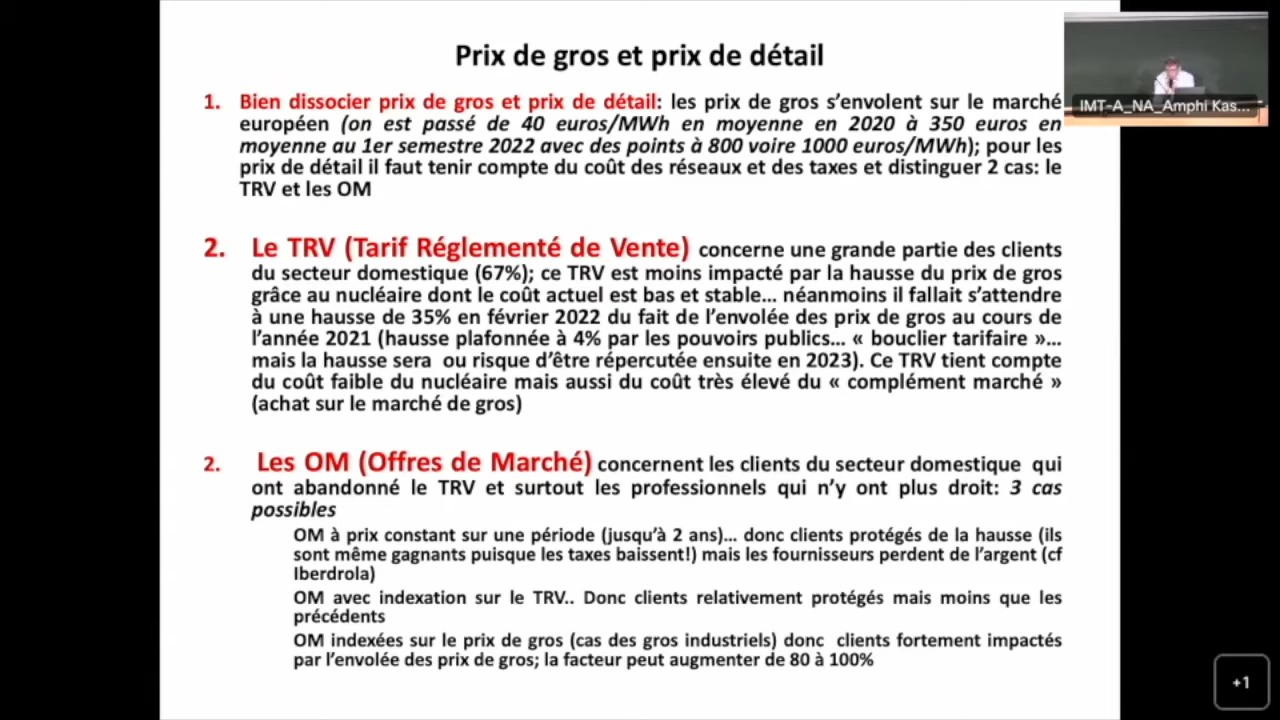 Prix de gros et prix de détail
1. Bien dissocier prix de gros et prix de détail: les prix de gros s’envolent sur le marché
européen (on est passé de 40 euros/MWh en moyenne en 2020 à 350 euros en
moyenne au 1er semestre 2022 avec des points à 800 voire 1000 euros/MWh); pour les
prix de détail il faut tenir compte du coût des réseaux et des taxes et distinguer 2 cas: le
TRV et les OM
2. Le TRV (Tarif Réglementé de Vente) concerne une grande partie des clients
du secteur domestique (67%); ce TRV est moins impacté par la hausse du prix de gros
grâce au nucléaire dont le coût actuel est bas et stable… néanmoins il fallait s’attendre
à une hausse de 35% en février 2022 du fait de l’envolée des prix de gros au cours de
l’année 2021 (hausse plafonnée à 4% par les pouvoirs publics… « bouclier tarifaire »…
mais la hausse sera ou risque d’être répercutée ensuite en 2023). Ce TRV tient compte
du coût faible du nucléaire mais aussi du coût très élevé du « complément marché »
(achat sur le marché de gros)
2. Les OM (Offres de Marché) concernent les clients du secteur domestique qui
ont abandonné le TRV et surtout les professionnels qui n’y ont plus droit: 3 cas
possibles
OM à prix constant sur une période (jusqu’à 2 ans)… donc clients protégés de la hausse (ils
sont même gagnants puisque les taxes baissent!) mais les fournisseurs perdent de l’argent (cf
Iberdrola)
OM avec indexation sur le TRV.. Donc clients relativement protégés mais moins que les
précédents
OM indexées sur le prix de gros (cas des gros industriels) donc clients fortement impactés
par l’envolée des prix de gros; la facteur peut augmenter de 80 à 100%
IMT-A_NA_Amphi Kas...
+1